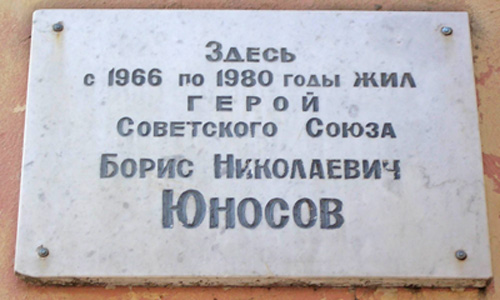 Здесь
с 1966 по 1980 годы жил
ГЕРОЙ
Советского Союза
Борис Николаевич
Юносов